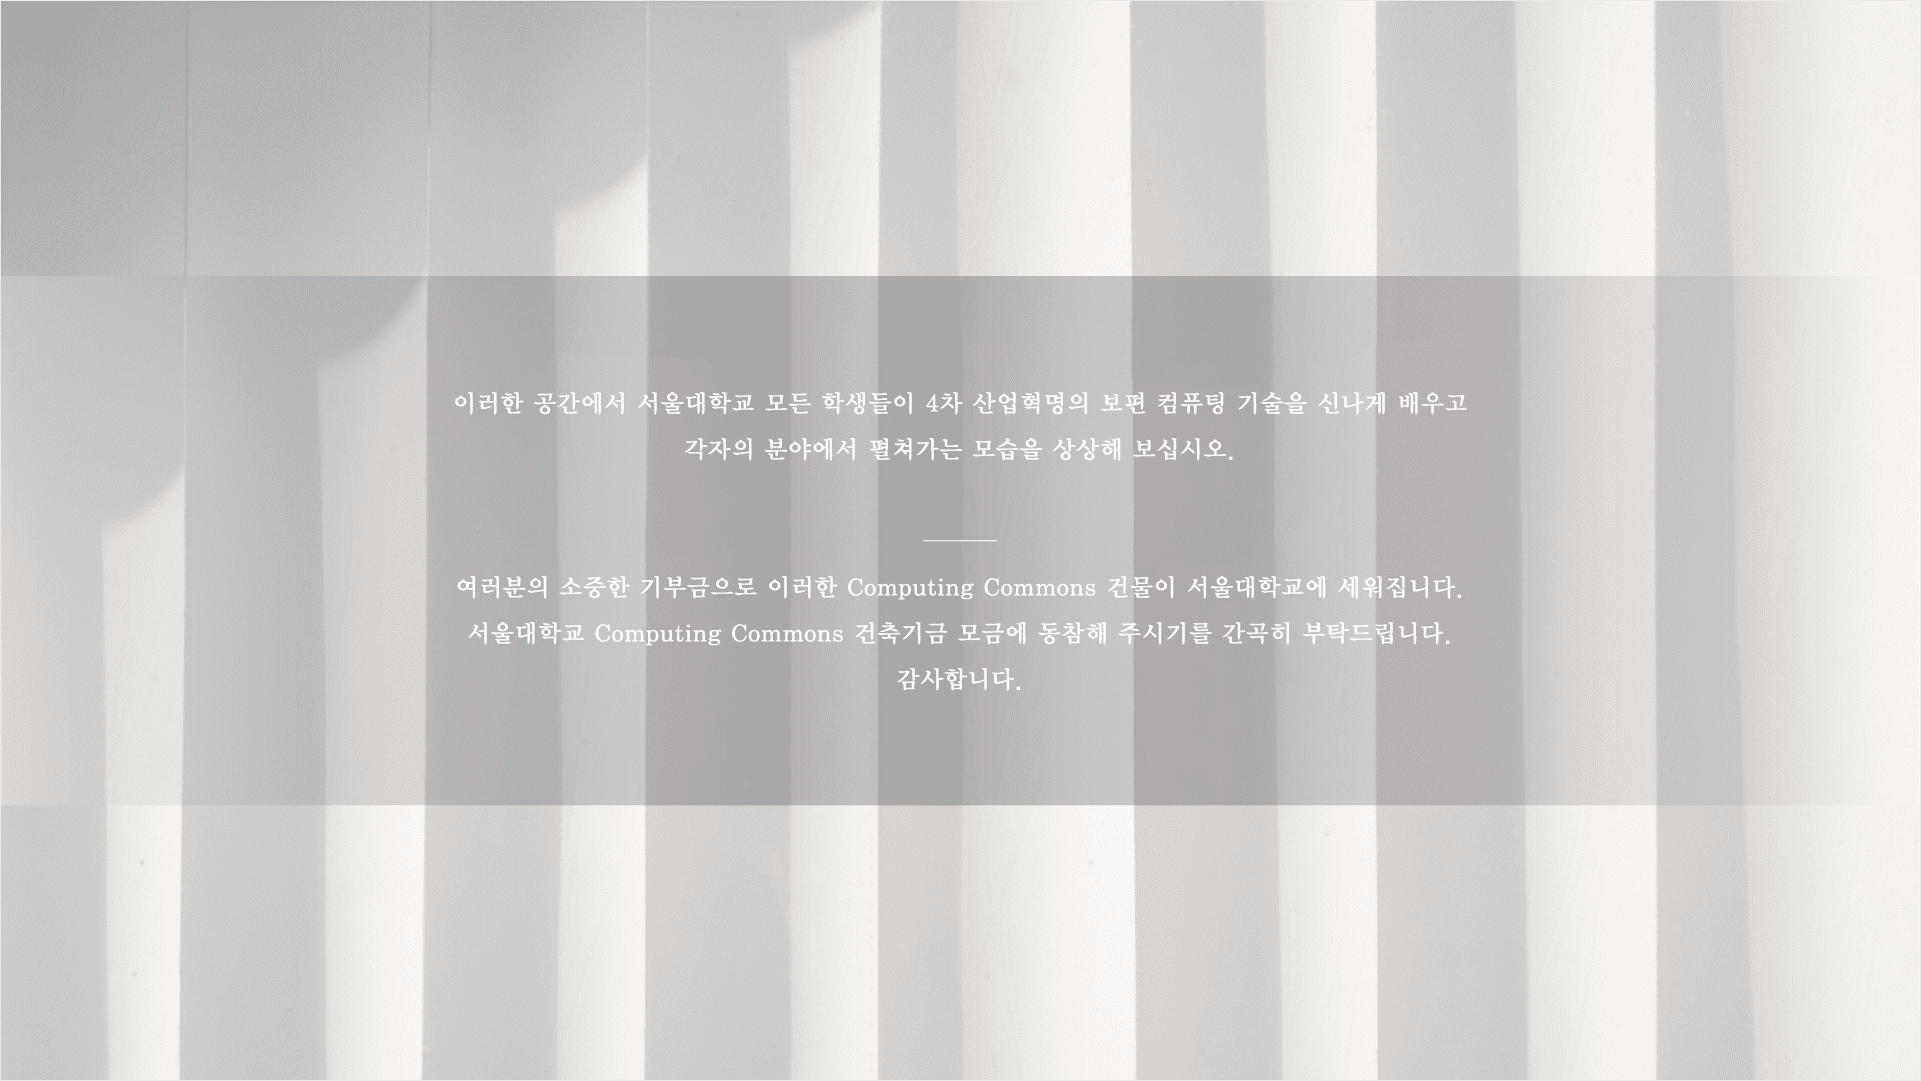 이러한 공간에서 서울대학교 모든 학생들이 4차 산업혁명의 보편 컴퓨팅 기술을 신나게 배우고
각자의 분야에서 펼쳐가는 모습을 상상해 보십시오.
여러분의 소중한 기부금으로 이러한 Computing Commons 건물이 서울대학교에 세워집니다.
서울대학교 Computing Commons 건축기금 모금에 동참해 주시기를 간곡히 부탁드립니다.
감사합니다.